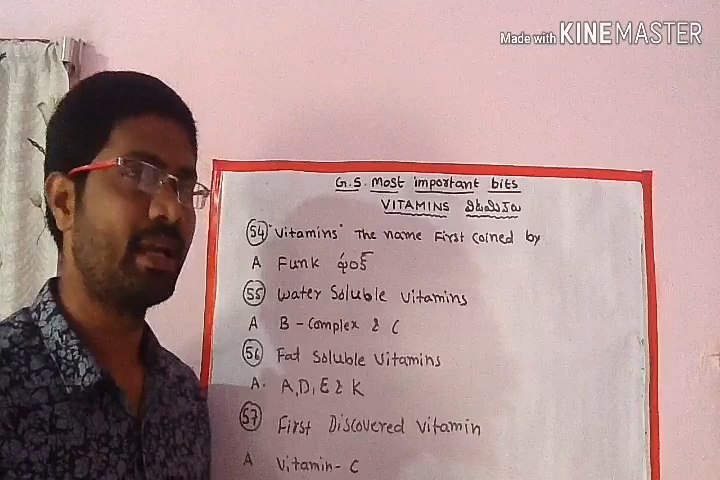 Made with KINEMASTER
G.S. Most important bits
VITAMINS విటమినులు
54 "Vitamins" The name First coined by
A Funk ఫంక్
55 Water Soluble Vitamins
A B-Complex & C
56 Fat Soluble Vitamins
A. A, D, E & K
57 First Discovered Vitamin
A Vitamin-C